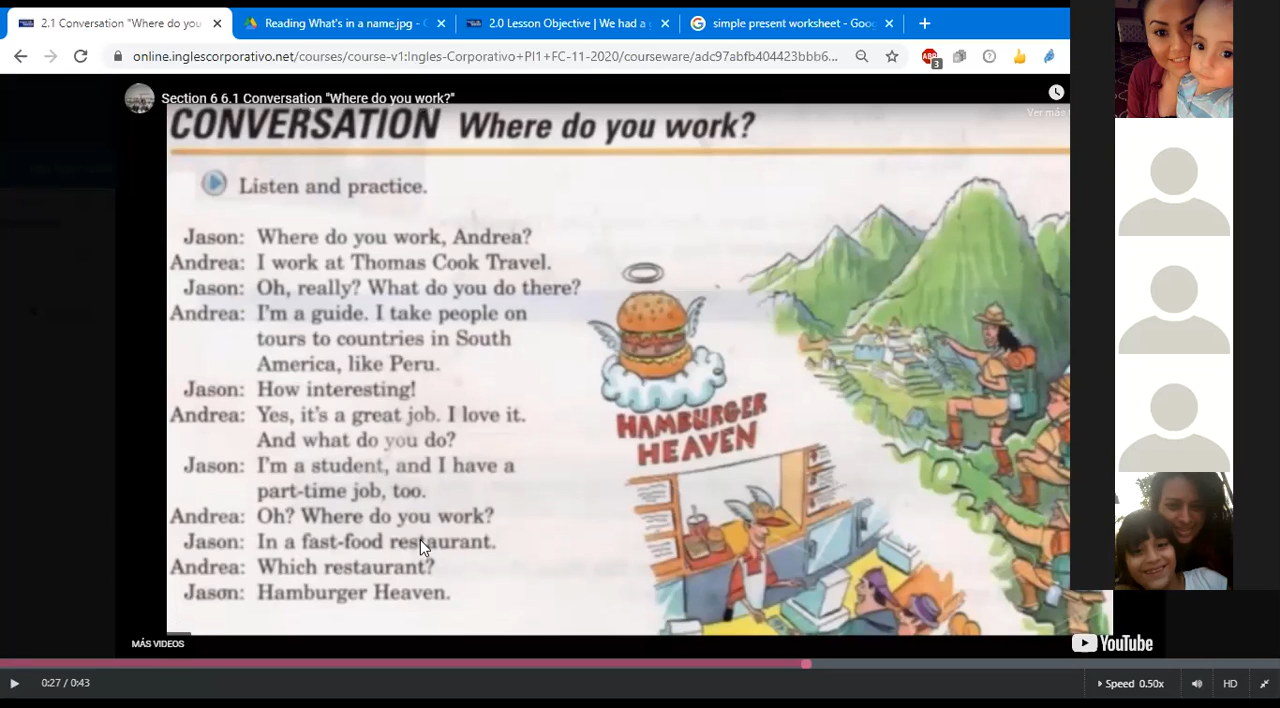 2.1 Conversation "Where do you
Reading What's in a name.jpg -
2.0 Lesson Objective | We had a
simple present worksheet - Goo
online.inglescorporativo.net/courses/course-v1:Ingles-Corporativo+PI1+FC-11-2020/courseware/adc97abfb404423bbb6...
ABP
3
Section 6 6.1 Conversation "Where do you work?"
Ver más
CONVERSATION Where do you work?
Listen and practice.
Jason: Where do you work, Andrea?
Andrea: I work at Thomas Cook Travel.
Jason: Oh, really? What do you do there?
Andrea: I'm a guide. I take people on
tours to countries in South
America, like Peru.
Jason: How interesting!
Andrea: Yes, it's a great job. I love it.
And what do you do?
Jason: I'm a student, and I have a
part-time job, too.
Andrea: Oh? Where do you work?
Jason: In a fast-food restaurant.
Andrea: Which restaurant?
Jason: Hamburger Heaven.
HAMBURGER
HEAVEN
MÁS VIDEOS
YouTube
0:27 / 0:43
Speed 0.50x
HD